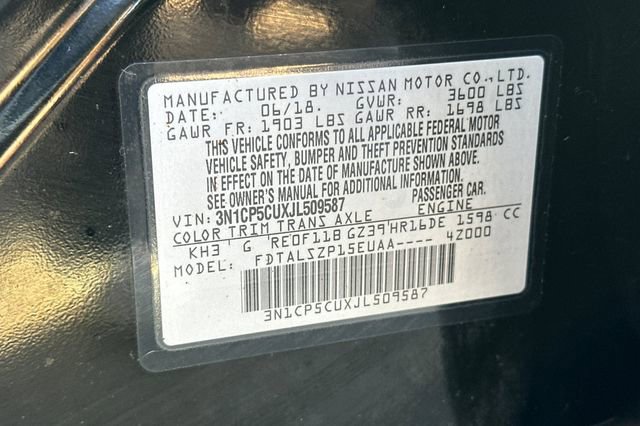 MANUFACTURED BY NISSAN MOTOR CO., LTD.
DATE: 06/18. GVWR: 3600 LBS
GAWR FR: 1903 LBS GAWR RR: 1698 LBS
THIS VEHICLE CONFORMS TO ALL APPLICABLE FEDERAL MOTOR
VEHICLE SAFETY, BUMPER AND THEFT PREVENTION STANDARDS
IN EFFECT ON THE DATE OF MANUFACTURE SHOWN ABOVE.
SEE OWNER'S MANUAL FOR ADDITIONAL INFORMATION.
VIN: 3N1CP5CUXJL509587 PASSENGER CAR.
COLOR TRIM TRANS AXLE ENGINE
KH3 ' G 'RE0F11B GZ39'HR16DE 1598 CC
MODEL: FDTALSZP15EUAA---- 4Z000
3N1CP5CUXJL509587